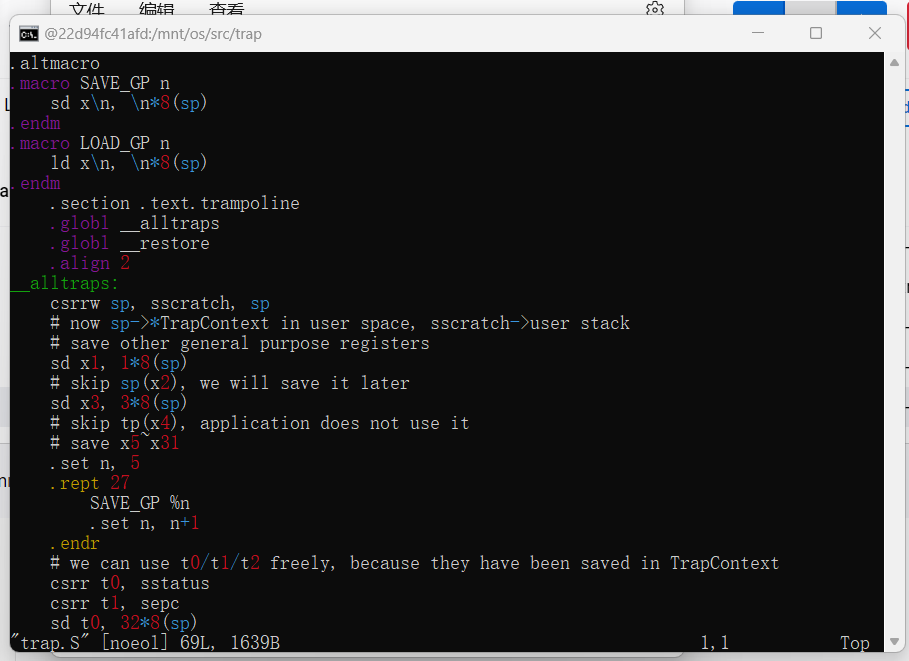 文件 编辑 查看
@22d94fc41afd:/mnt/os/src/trap
.altmacro
.macro SAVE_GP n
    sd x\n, \n*8(sp)
.endm
.macro LOAD_GP n
    ld x\n, \n*8(sp)
.endm
    .section .text.trampoline
    .globl __alltraps
    .globl __restore
    .align 2
__alltraps:
    csrrw sp, sscratch, sp
    # now sp->*TrapContext in user space, sscratch->user stack
    # save other general purpose registers
    sd x1, 1*8(sp)
    # skip sp(x2), we will save it later
    sd x3, 3*8(sp)
    # skip tp(x4), application does not use it
    # save x5~x31
    .set n, 5
    .rept 27
        SAVE_GP %n
        .set n, n+1
    .endr
    # we can use t0/t1/t2 freely, because they have been saved in TrapContext
    csrr t0, sstatus
    csrr t1, sepc
    sd t0, 32*8(sp)
"trap.S" [noeol] 69L, 1639B 1,1 Top